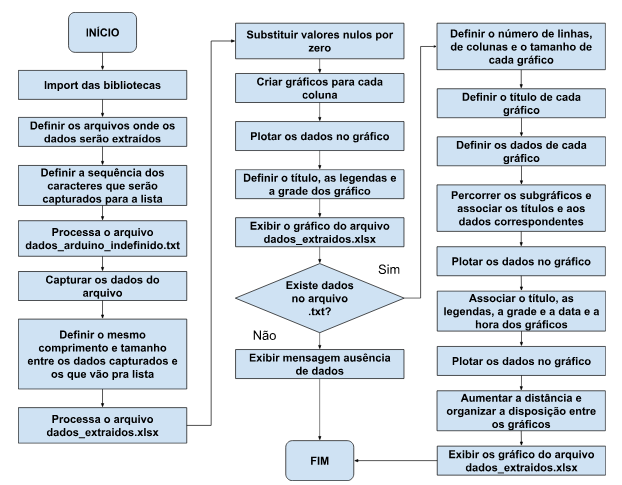 INÍCIO
Import das bibliotecas
Definir os arquivos onde os
dados serão extraídos
Definir a sequência dos
caracteres que serão
capturados para a lista
Processa o arquivo
dados_arduino_indefinido.txt
Capturar os dados do
arquivo
Definir o mesmo
comprimento e tamanho
entre os dados capturados e
os que vão pra lista
Processa o arquivo
dados_extraidos.xlsx
Substituir valores nulos por
zero
Criar gráficos para cada
coluna
Plotar os dados no gráfico
Definir o título, as legendas e
a grade dos gráfico
Exibir o gráfico do arquivo
dados_extraidos.xlsx
Existe dados
no arquivo
.txt?
Sim
Não
Exibir mensagem ausência
de dados
FIM
Definir o número de linhas,
de colunas e o tamanho de
cada gráfico
Definir o título de cada
gráfico
Definir os dados de cada
gráfico
Percorrer os subgráficos e
associar os títulos e aos
dados correspondentes
Plotar os dados no gráfico
Associar o título, as
legendas, a grade e a data e a
hora dos gráficos
Plotar os dados no gráfico
Aumentar a distância e
organizar a disposição entre
os gráficos
Exibir os gráfico do arquivo
dados_extraidos.xlsx